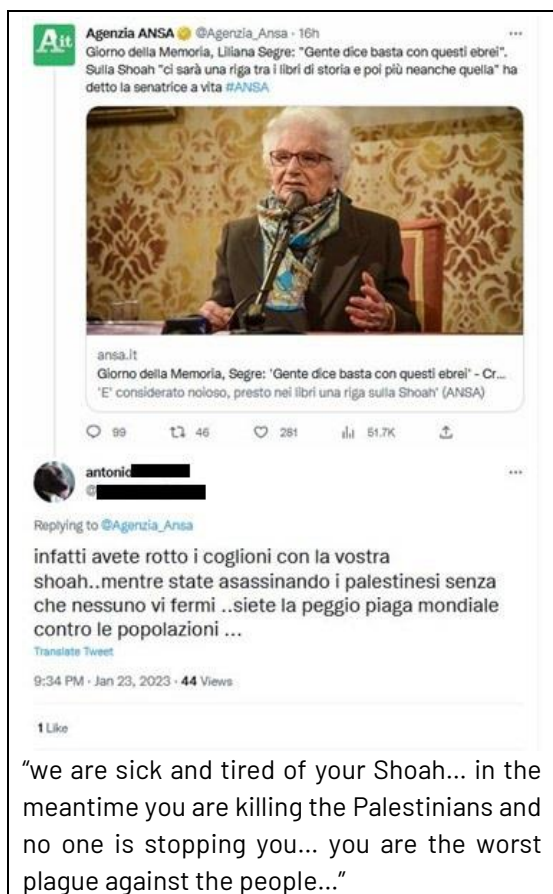 Ait
Agenzia ANSA @Agenzia_Ansa · 16h
Giorno della Memoria, Liliana Segre: "Gente dice basta con questi ebrei".
Sulla Shoah "ci sarà una riga tra i libri di storia e poi più neanche quella" ha
detto la senatrice a vita #ANSA
ansa.it
Giorno della Memoria, Segre: 'Gente dice basta con questi ebrei' - Cr...
'E' considerato noioso, presto nei libri una riga sulla Shoah' (ANSA)
99 46 281 51.7K
antonio
@
Replying to @Agenzia_Ansa
infatti avete rotto i coglioni con la vostra
shoah..mentre state asassinando i palestinesi senza
che nessuno vi fermi ..siete la peggio piaga mondiale
contro le popolazioni ...
Translate Tweet
9:34 PM · Jan 23, 2023 · 44 Views
1 Like
"we are sick and tired of your Shoah... in the
meantime you are killing the Palestinians and
no one is stopping you... you are the worst
plague against the people..."